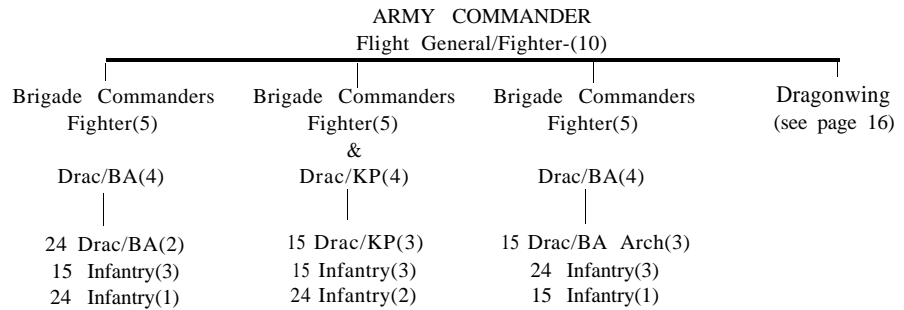 ARMY COMMANDER
Flight General/Fighter-(10)
Brigade Commanders Brigade Commanders Brigade Commanders Dragonwing
Fighter(5) Fighter(5) Fighter(5) (see page 16)
&
Drac/BA(4) Drac/KP(4) Drac/BA(4)
24 Drac/BA(2) 15 Drac/KP(3) 15 Drac/BA Arch(3)
15 Infantry(3) 15 Infantry(3) 24 Infantry(3)
24 Infantry(1) 24 Infantry(2) 15 Infantry(1)